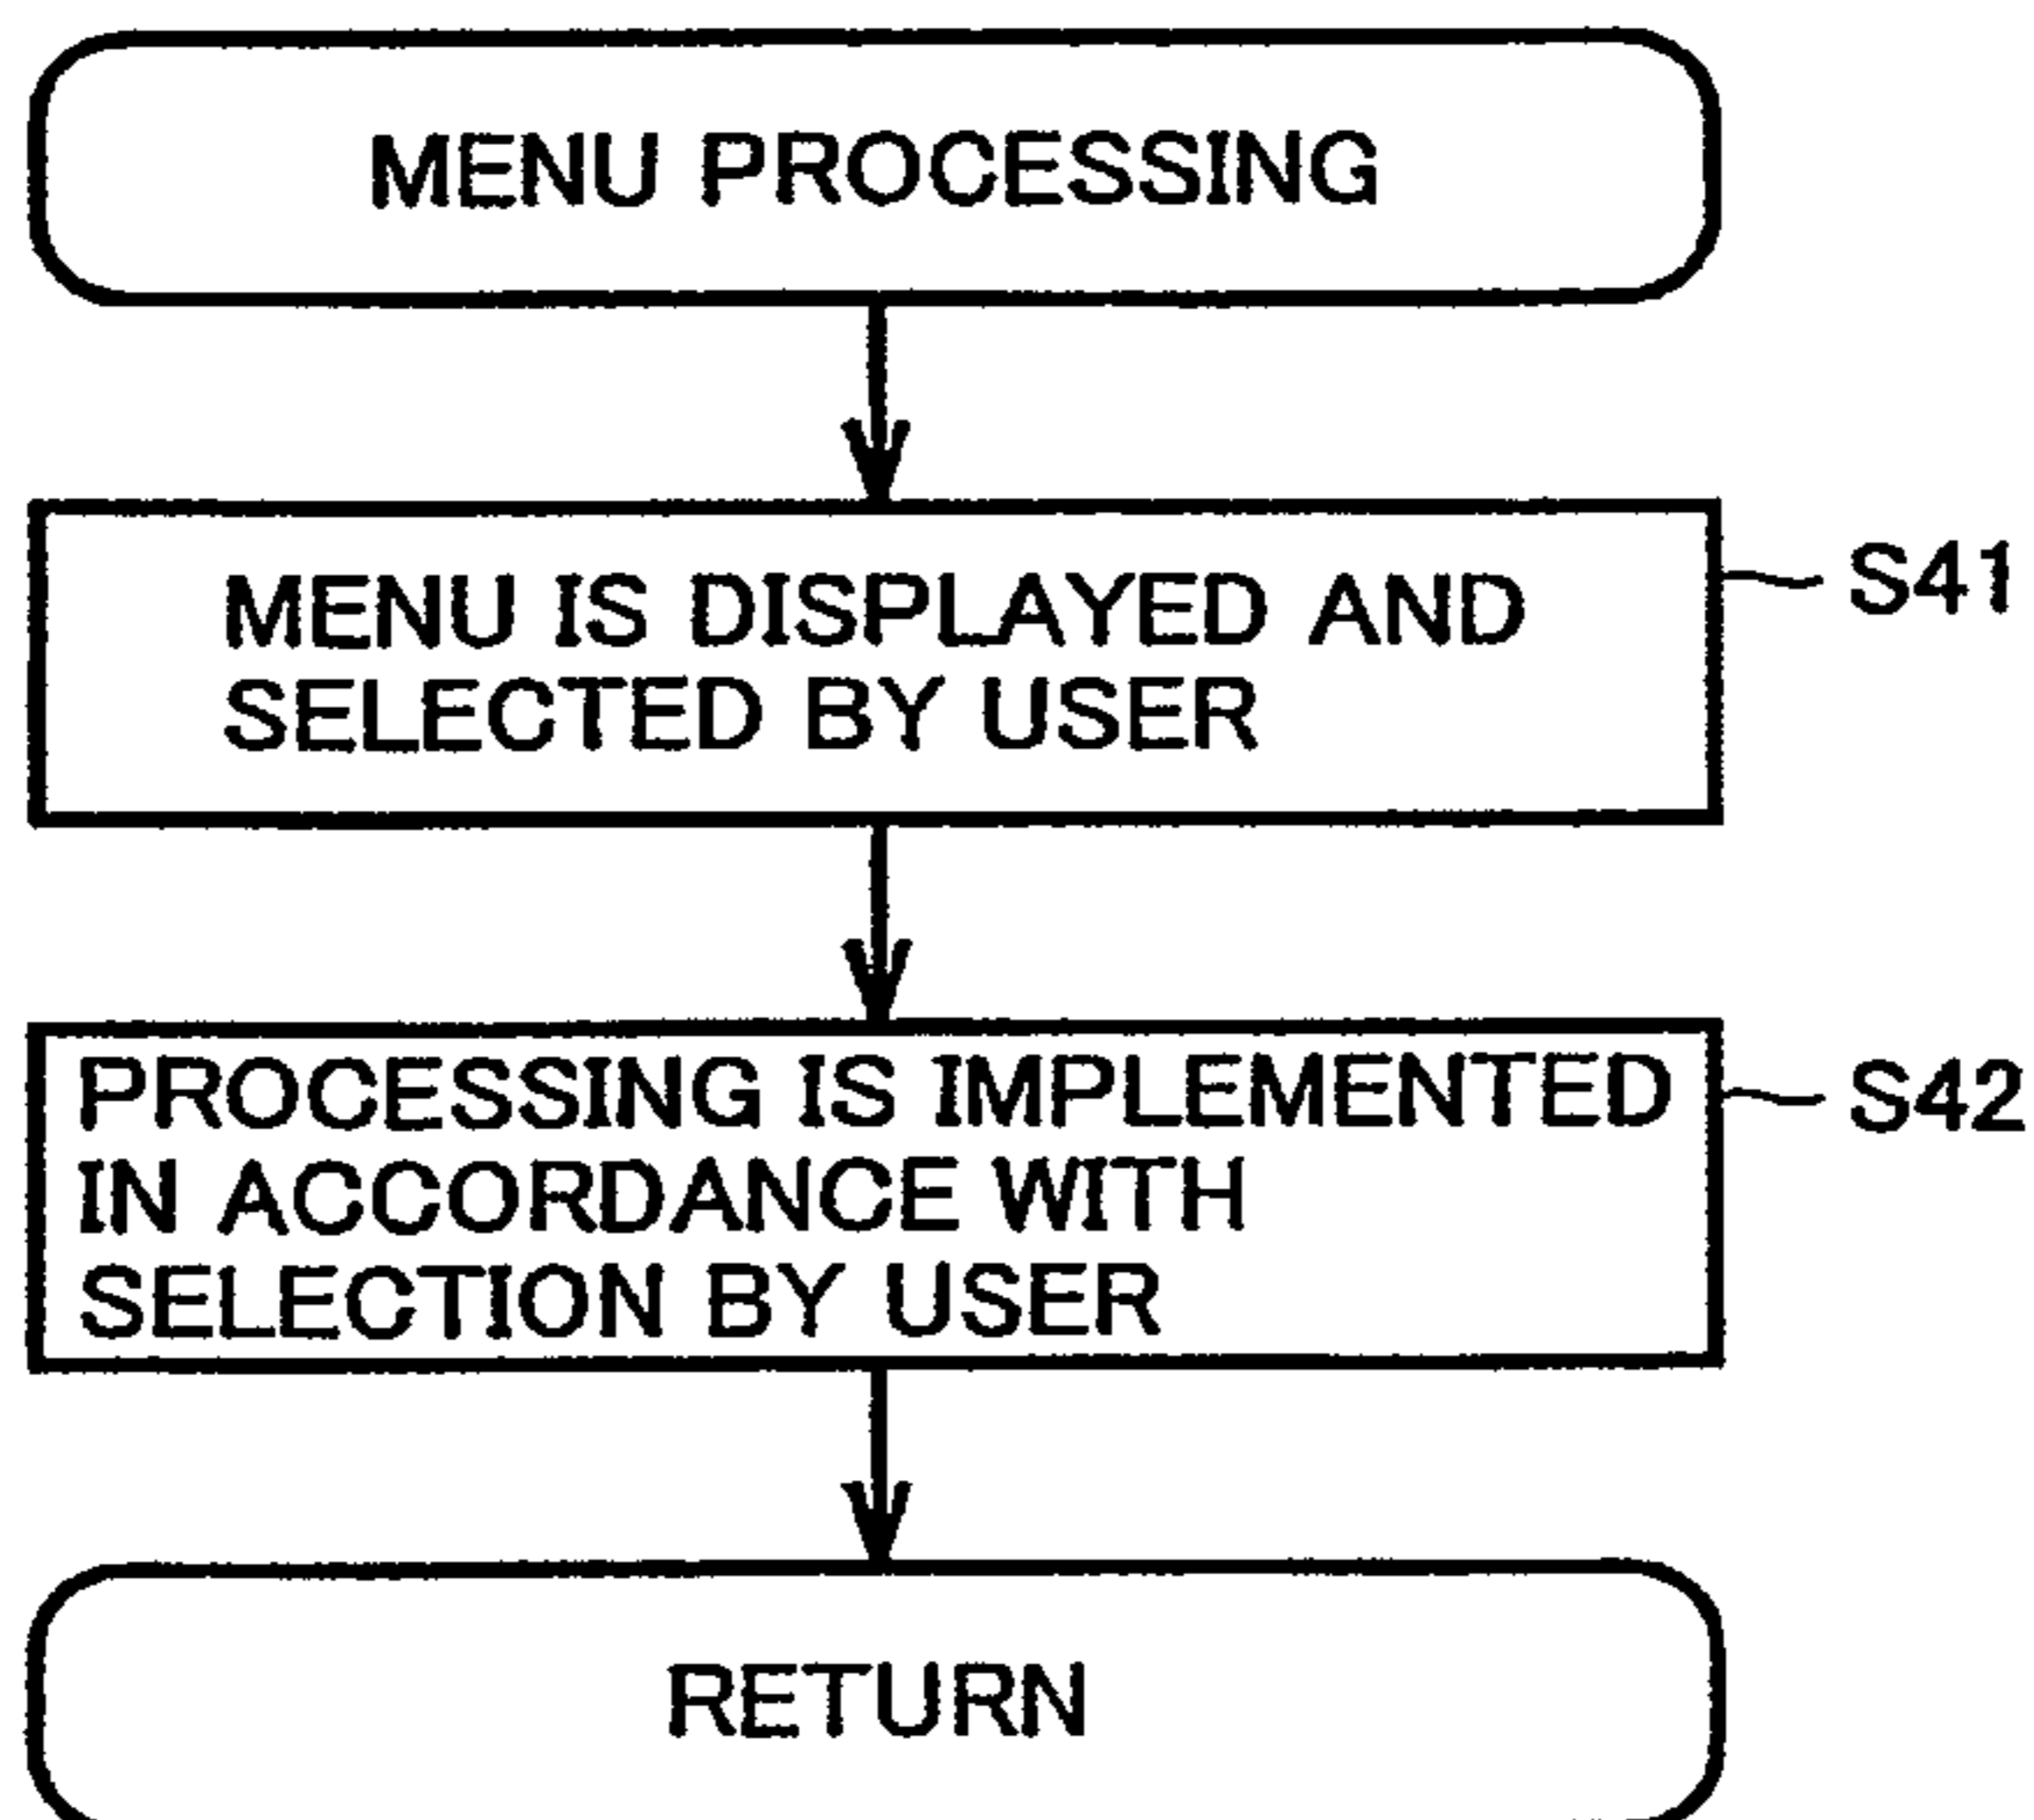 MENU PROCESSING
MENU IS DISPLAYED AND
SELECTED BY USER
S41
PROCESSING IS IMPLEMENTED
IN ACCORDANCE WITH
SELECTION BY USER
S42
RETURN